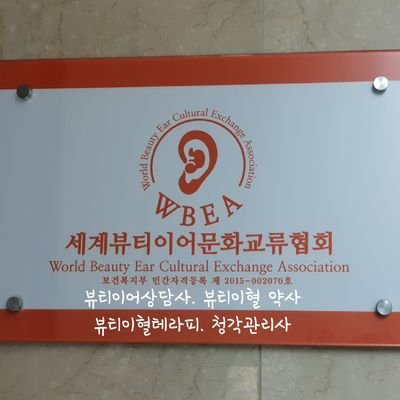 World Beauty Ear Cultural Exchange Association
WBEA
세계뷰티이어문화교류협회
World Beauty Ear Cultural Exchange Association
보건복지부 민간자격등록 제 2015-002070호
뷰티이어상담사. 뷰티이혈 약사
뷰티이혈테라피. 청각관리사